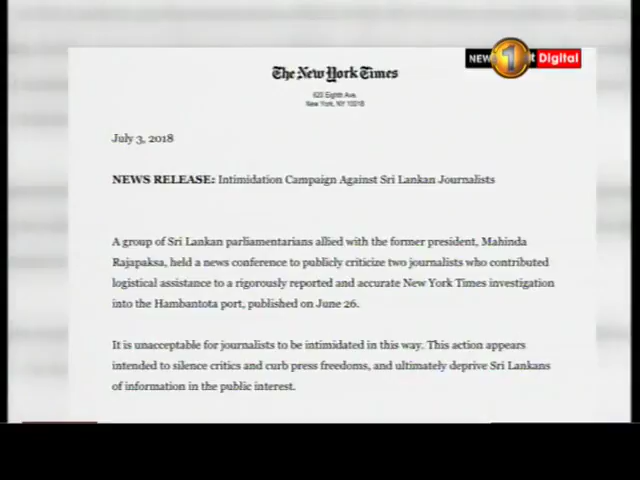 The New York Times
620 Eighth Ave.
New York, NY 10018
NEWS 1st Digital
July 3, 2018
NEWS RELEASE: Intimidation Campaign Against Sri Lankan Journalists
A group of Sri Lankan parliamentarians allied with the former president, Mahinda
Rajapaksa, held a news conference to publicly criticize two journalists who contributed
logistical assistance to a rigorously reported and accurate New York Times investigation
into the Hambantota port, published on June 26.
It is unacceptable for journalists to be intimidated in this way. This action appears
intended to silence critics and curb press freedoms, and ultimately deprive Sri Lankans
of information in the public interest.